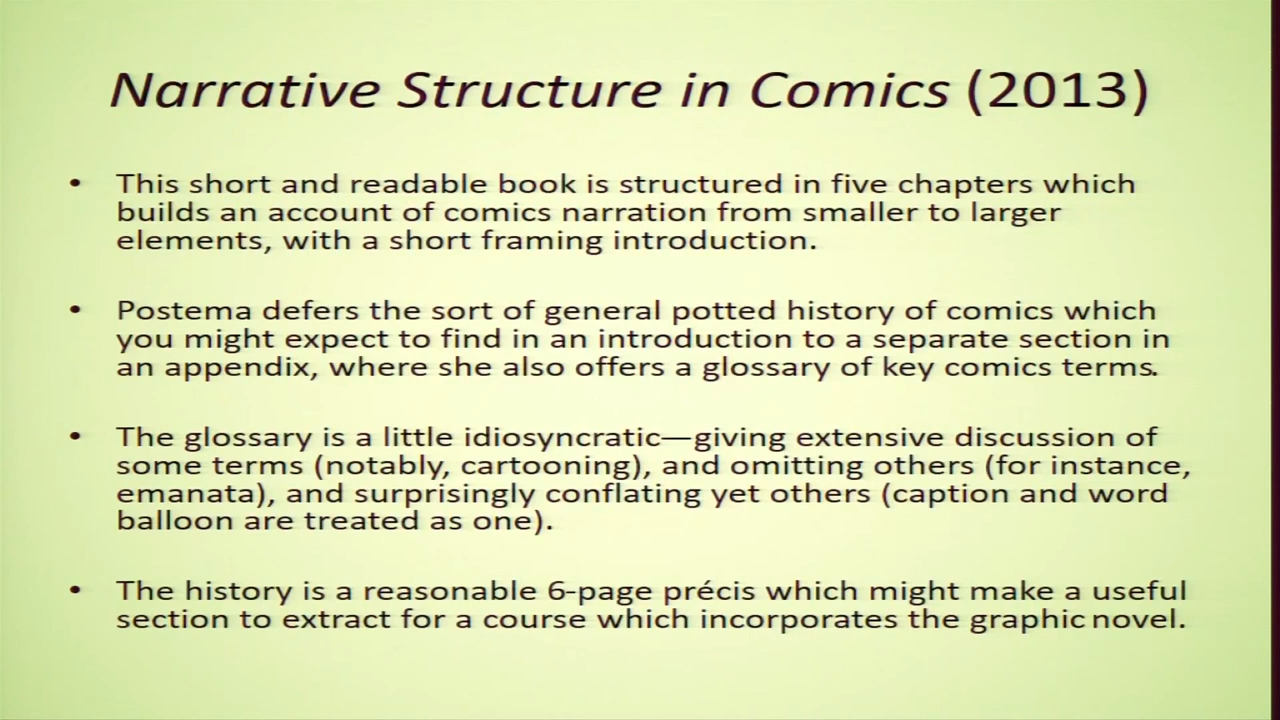 Narrative Structure in Comics (2013)
• This short and readable book is structured in five chapters which
builds an account of comics narration from smaller to larger
elements, with a short framing introduction.
• Postema defers the sort of general potted history of comics which
you might expect to find in an introduction to a separate section in
an appendix, where she also offers a glossary of key comics terms.
• The glossary is a little idiosyncratic—giving extensive discussion of
some terms (notably, cartooning), and omitting others (for instance,
emanata), and surprisingly conflating yet others (caption and word
balloon are treated as one).
• The history is a reasonable 6-page précis which might make a useful
section to extract for a course which incorporates the graphic novel.